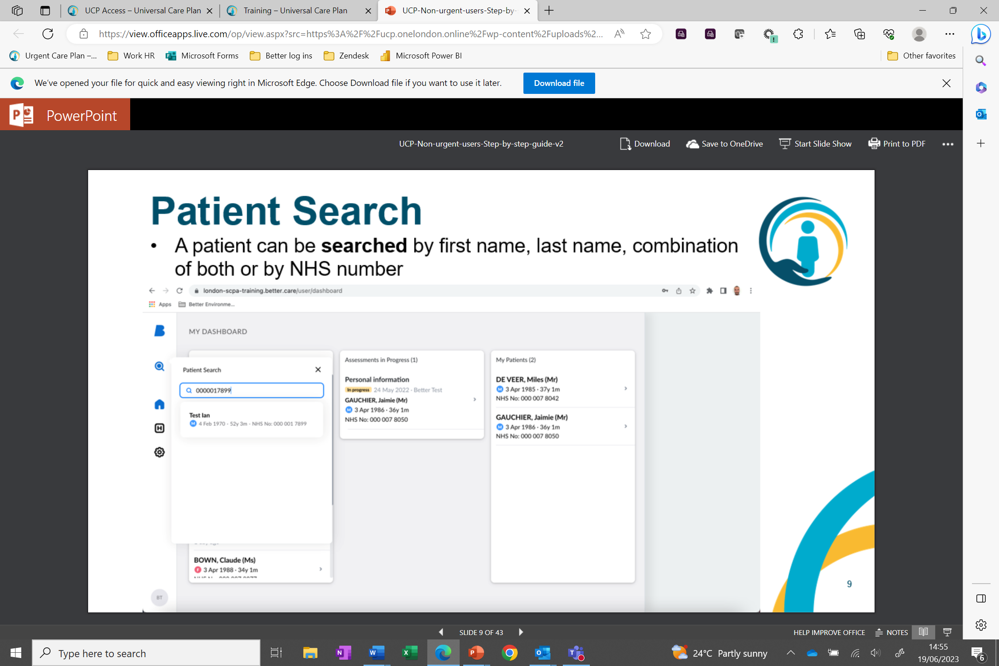 UCP Access – Universal Care Plan
Training – Universal Care Plan
UCP-Non-urgent-users-Step-by-
https://view.officeapps.live.com/op/view.aspx?src=https%3A%2F%2Fucp.onelondon.online%2Fwp-content%2Fuploads%2...
Urgent Care Plan –...
Work HR
Microsoft Forms
Better log ins
Zendesk
Microsoft Power BI
Other favorites
We've opened your file for quick and easy viewing right in Microsoft Edge. Choose Download file if you want to use it later.
Download file
PowerPoint
UCP-Non-urgent-users-Step-by-step-guide-v2
Download
Save to OneDrive
Start Slide Show
Print to PDF
Patient Search
• A patient can be searched by first name, last name, combination
of both or by NHS number
london-scpa-training.better.care/user/dashboard
Apps
Better Environme...
MY DASHBOARD
Patient Search
0000017899
Test Ian
M 4 Feb 1970 - 52y 3m - NHS No: 000 001 7899
BOWN, Claude (Ms)
F 3 Apr 1988 - 34y 1m
Assessments in Progress (1)
Personal information
In progress 24 May 2022 - Better Test
GAUCHIER, Jaimie (Mr)
M 3 Apr 1986 - 36y 1m
NHS No: 000 007 8050
My Patients (2)
DE VEER, Miles (Mr)
M 3 Apr 1985 - 37y 1m
NHS No: 000 007 8042
GAUCHIER, Jaimie (Mr)
M 3 Apr 1986 - 36y 1m
NHS No: 000 007 8050
BT
9
SLIDE 9 OF 43
HELP IMPROVE OFFICE
NOTES
Type here to search
24°C Partly sunny
14:55
19/06/2023
6